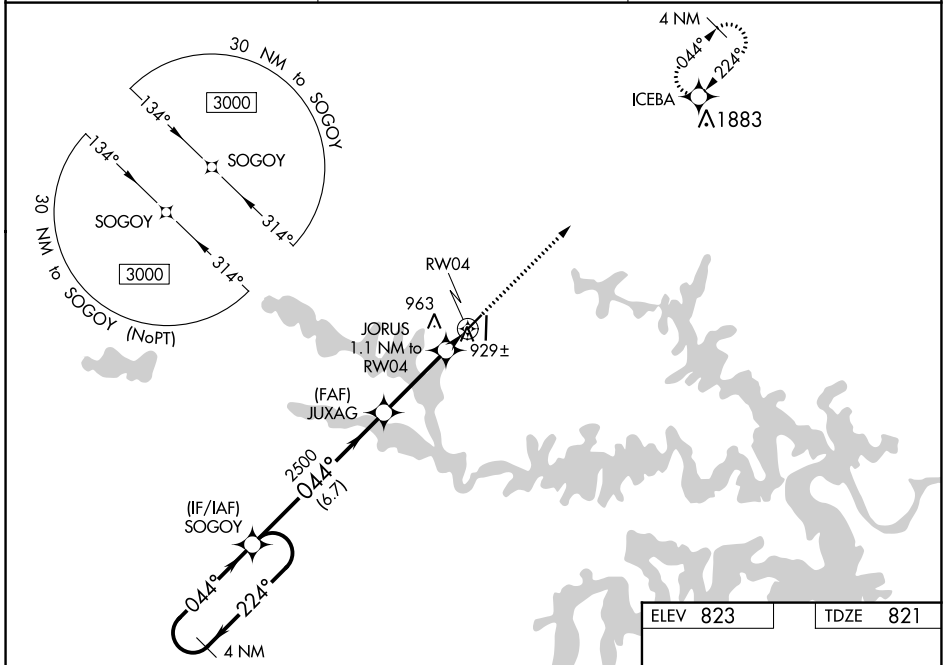 4 NM
044°
224°
ICEBA
1883
30 NM to SOGOY
134°
3000
SOGOY
314°
134°
SOGOY
314°
3000
30 NM to SOGOY (NoPT)
RW04
963
JORUS
1.1 NM to
RW04
929±
(FAF)
JUXAG
2500
044°
(6.7)
(IF/IAF)
SOGOY
044°
224°
4 NM
ELEV 823
TDZE 821